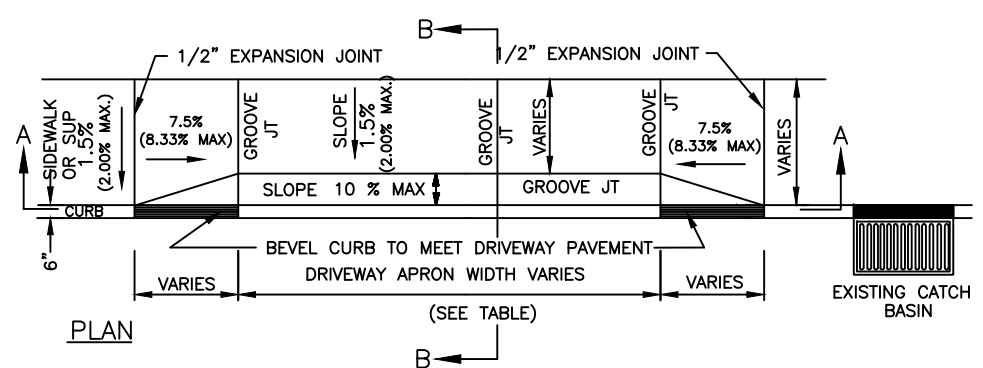 B
1/2” EXPANSION JOINT
1/2” EXPANSION JOINT
A
SIDEWALK
OR SUP
1.5%
(2.00% MAX.)
7.5%
(8.33% MAX)
GROOVE
JT
SLOPE
1.5%
(2.00% MAX.)
GROOVE
JT
VARIES
GROOVE
JT
7.5%
(8.33% MAX)
VARIES
A
SLOPE 10 % MAX
GROOVE JT
CURB
6”
BEVEL CURB TO MEET DRIVEWAY PAVEMENT
DRIVEWAY APRON WIDTH VARIES
VARIES
VARIES
(SEE TABLE)
EXISTING CATCH
BASIN
PLAN
B